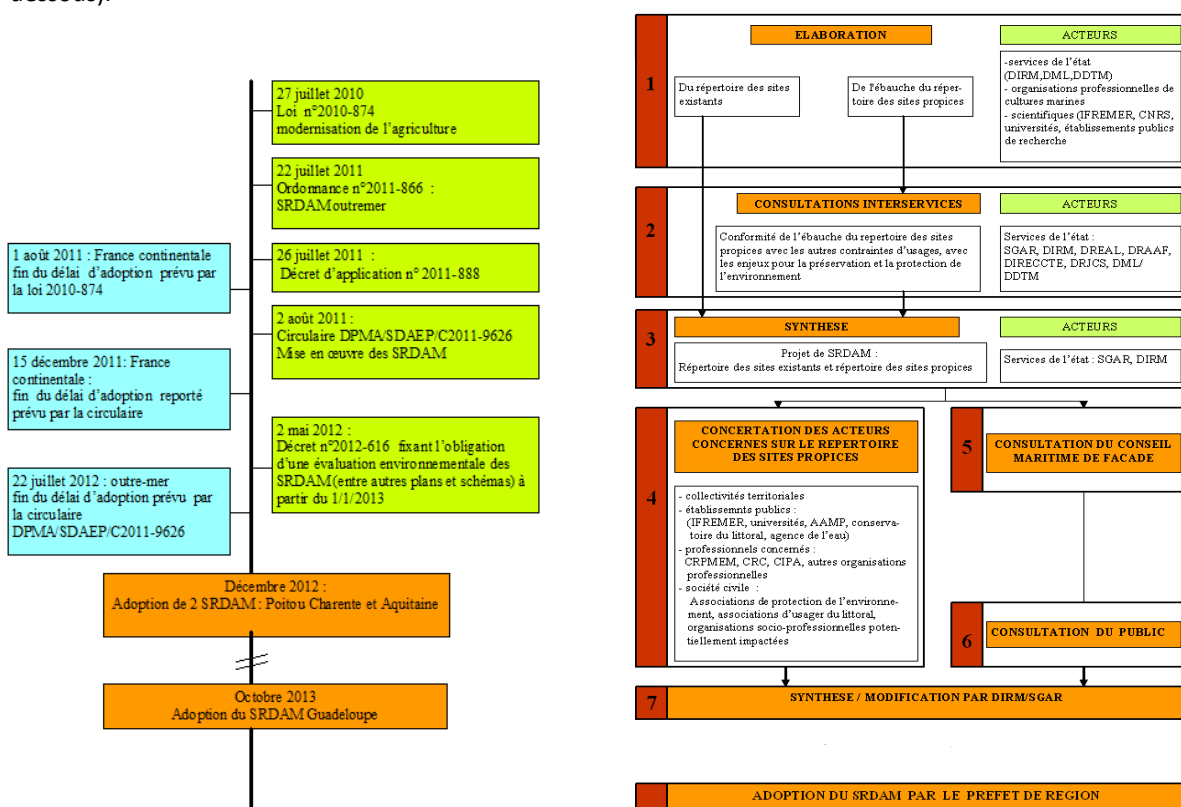 27 juillet 2010
Loi n°2010-874
modernisation de l'agriculture
22 juillet 2011
Ordonnance n°2011-866 :
SRDAM outremer
1 août 2011 : France continentale
fin du délai d'adoption prévu par
la loi 2010-874
26 juillet 2011 :
Décret d'application n° 2011-888
2 août 2011 :
Circulaire DPMA/SDAEP/C2011-9626
Mise en œuvre des SRDAM
15 décembre 2011: France
continentale :
fin du délai d'adoption reporté
prévu par la circulaire
2 mai 2012 :
Décret n°2012-616 fixant l'obligation
d'une évaluation environnementale des
SRDAM (entre autres plans et schémas) à
partir du 1/1/2013
22 juillet 2012 : outre-mer
fin du délai d'adoption prévu par
la circulaire
DPMA/SDAEP/C2011-9626
Décembre 2012 :
Adoption de 2 SRDAM : Poitou Charente et Aquitaine
Octobre 2013
Adoption du SRDAM Guadeloupe
1
ELABORATION
ACTEURS
Du répertoire des sites
existants
De l'ébauche du réper-
toire des sites propices
-services de l'état
(DIRM,DML,DDTM)
- organisations professionelles de
cultures marines
- scientifiques (IFREMER, CNRS,
universités, établissements publics
de recherche
2
CONSULTATIONS INTERSERVICES
ACTEURS
Conformité de l'ébauche du repertoire des sites
propices avec les autres contraintes d'usages, avec
les enjeux pour la préservation et la protection de
l'environnement
Services de l'état :
SGAR, DIRM, DREAL, DRAAF,
DIRECCTE, DRJCS, DML/
DDTM
3
SYNTHESE
ACTEURS
Projet de SRDAM :
Répertoire des sites existants et répertoire des sites propices
Services de l'état : SGAR, DIRM
4
CONCERTATION DES ACTEURS
CONCERNES SUR LE REPERTOIRE
DES SITES PROPICES
- collectivités territoriales
- établissemnts publics :
(IFREMER, universités, AAMP, conserva-
toire du littoral, agence de l'eau)
- professionnels concernés :
CRPMEM, CRC, CIPA, autres organisations
professionnelles
- société civile :
Associations de protection de l'environne-
ment, associations d'usager du littoral,
organisations socio-professionnelles poten-
tiellement impactées
5
CONSULTATION DU CONSEIL
MARITIME DE FACADE
6
CONSULTATION DU PUBLIC
7
SYNTHESE / MODIFICATION PAR DIRM/SGAR
ADOPTION DU SRDAM PAR LE PREFET DE REGION